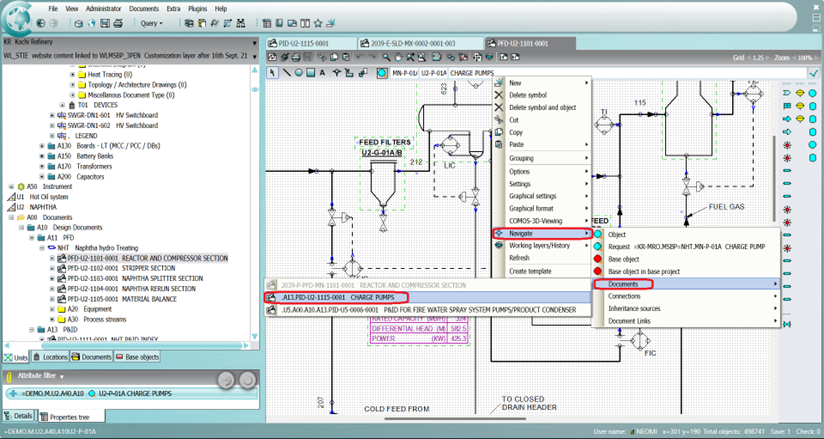 File View Navigator Documents Extra Plugins Help
Query
KR Kochi Refinery
WL_STIE website content linked to WLMSBP_3PEN Customization layer after 16th Sept. 21
PID-U2-1115-0001
2039-E-SLD-MX-0002-0001-003
PFD-U2-1101-0001
Grid < 1.25 > Zoom < 100% >
MN-P-01/ U2-P-01A CHARGE PUMPS
Extended Information (0)
Heat Tracing (0)
Topology / Architecture Drawings (0)
Miscellaneous Document Type (0)
T01 DEVICES
SWGR-DN1-601 HV Switchboard
SWGR-DN1-602 HV Switchboard
LEGEND
A130 Boards - LT (MCC / PCC / DBs)
A150 Battery Banks
A170 Transformers
A200 Capacitors
A50 Instrument
U1 Hot Oil system
U2 NAPHTHA
A00 Documents
A10 Design Documents
A11 PFD
NHT Naphtha hydro Treating
PFD-U2-1101-0001 REACTOR AND COMPRESSOR SECTION
PFD-U2-1102-0001 STRIPPER SECTION
PFD-U2-1103-0001 NAPHTHA SPLITTER SECTION
PFD-U2-1104-0001 NAPHTHA RERUN SECTION
PFD-U2-1105-0001 MATERIAL BALANCE
A20 Equipment
A30 Process streams
A13 P&ID
PID-U2-1111-0001 NHT P&ID INDEX
Units Locations Documents Base objects
Attribute filter
=DEMO.M.U2.A40.A10 U2-P-01A CHARGE PUMPS
Details Properties tree
623
115
TI
FEED FILTERS
U2-G-01A/B
212
LIC
FUEL GAS
New
Delete symbol
Delete symbol and object
Cut
Copy
Paste
Grouping
Options
Settings
Graphical settings
Graphical format
COMOS-3D-Viewing
Navigate
Working layers/History
Refresh
Create template
Object
Request =KR-MRO.MSBP=NHT.MN-P-01A CHARGE PUMP
Base object
Base object in base project
Documents
Connections
Inheritance sources
Document Links
2039-P-PFD-MN-1101-0001 REACTOR AND COMPRESSOR SECTION
.A13.PID-U2-1115-0001 CHARGE PUMPS
.U5.A00.A10.A13.PID-U5-0006-0001 P&ID FOR FIRE WATER SPRAY SYSTEM PUMPS/PRODUCT CONDENSER
RATED CAPACITY (M3/H) 324
DIFFERENTIAL HEAD (M) 582.5
POWER (KW) 425.3
FIC
207
COLD FEED FROM
TO CLOSED
DRAIN HEADER
=DEMO.M.U2.A40.A10U2-P-01A
User name: NEOMI x=301 y=190 Total objects: 498741 Save: 1 Check: 0